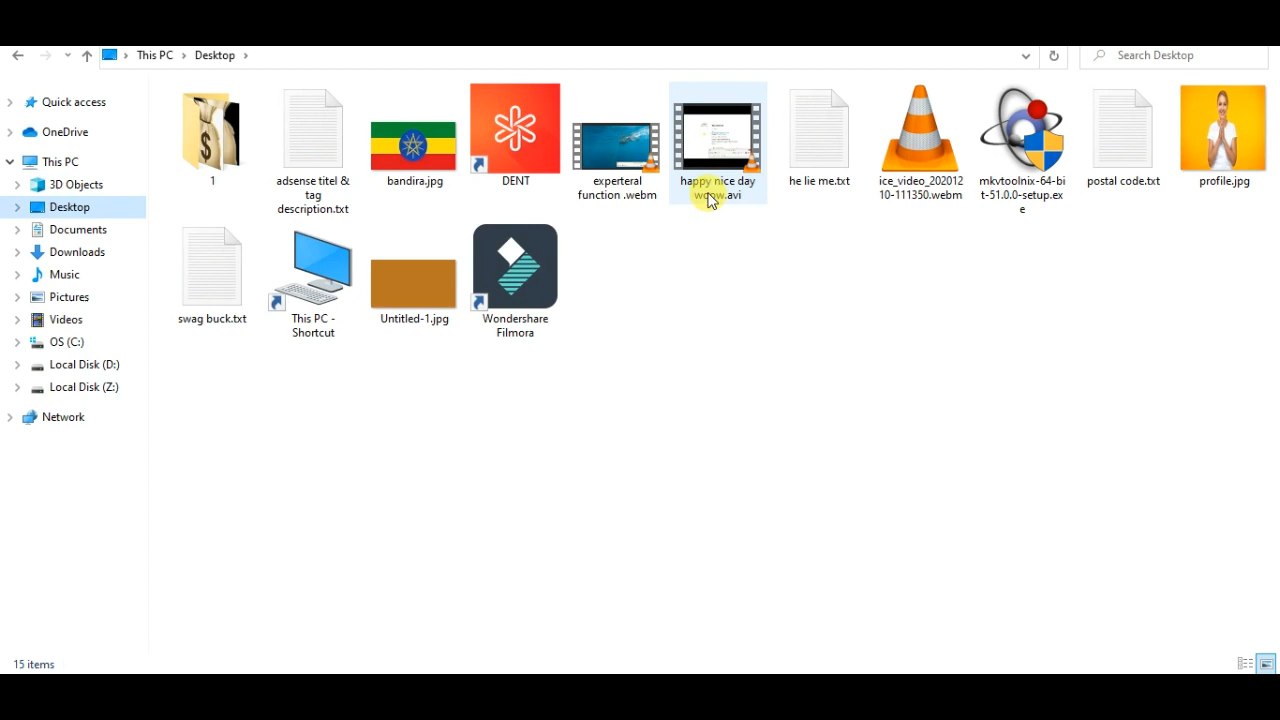 This PC
Desktop
Search Desktop
Quick access
OneDrive
This PC
3D Objects
Desktop
Documents
Downloads
Music
Pictures
Videos
OS (C:)
Local Disk (D:)
Local Disk (Z:)
Network
1
adsense titel &
tag
description.txt
bandira.jpg
DENT
experteral
function .webm
happy nice day
he lie me.txt
ice_video_202012
10-111350.webm
mkvtoolnix-64-bi
t-51.0.0-setup.ex
e
postal code.txt
profile.jpg
swag buck.txt
This PC -
Shortcut
Untitled-1.jpg
Wondershare
Filmora
15 items